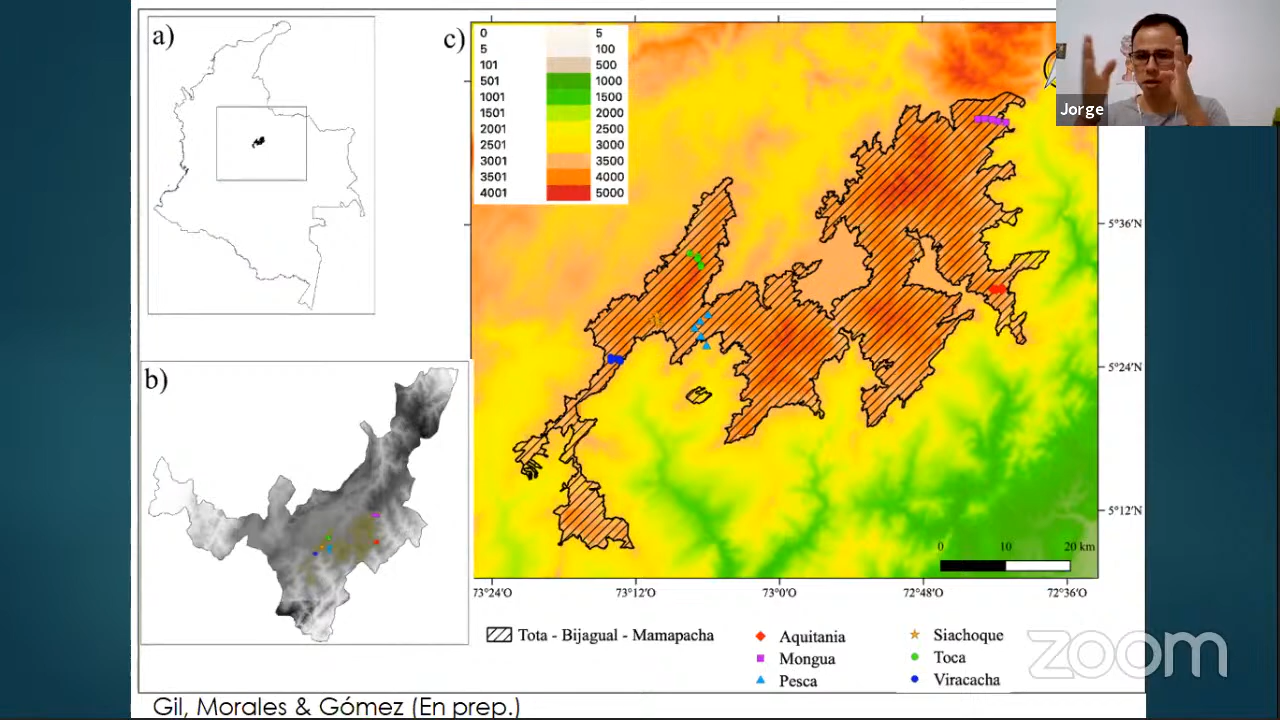 a)
b)
c)
0 5
5 100
101 500
501 1000
1001 1500
1501 2000
2001 2500
2501 3000
3001 3500
3501 4000
4001 5000
Jorge
5°36'N
5°24'N
5°12'N
0 10 20 km
73°24'O 73°12'O 73°0'O 72°48'O 72°36'O
Tota - Bijagual - Mamapacha
Aquitania
Mongua
Pesca
Siachoque
Toca
Viracacha
zoom
Gil, Morales & Gómez (En prep.)